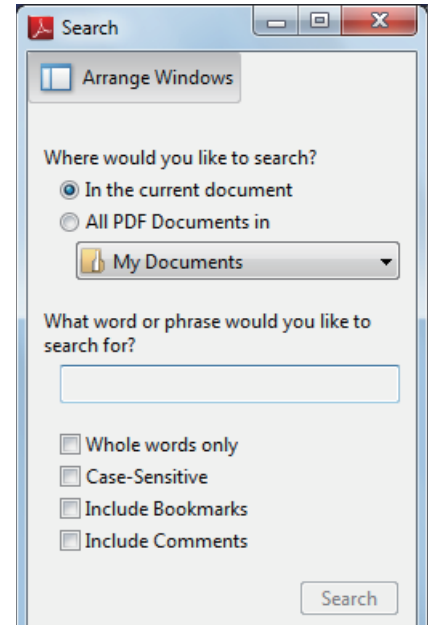 Search
Arrange Windows
Where would you like to search?
In the current document
All PDF Documents in
My Documents
What word or phrase would you like to
search for?
Whole words only
Case-Sensitive
Include Bookmarks
Include Comments
Search